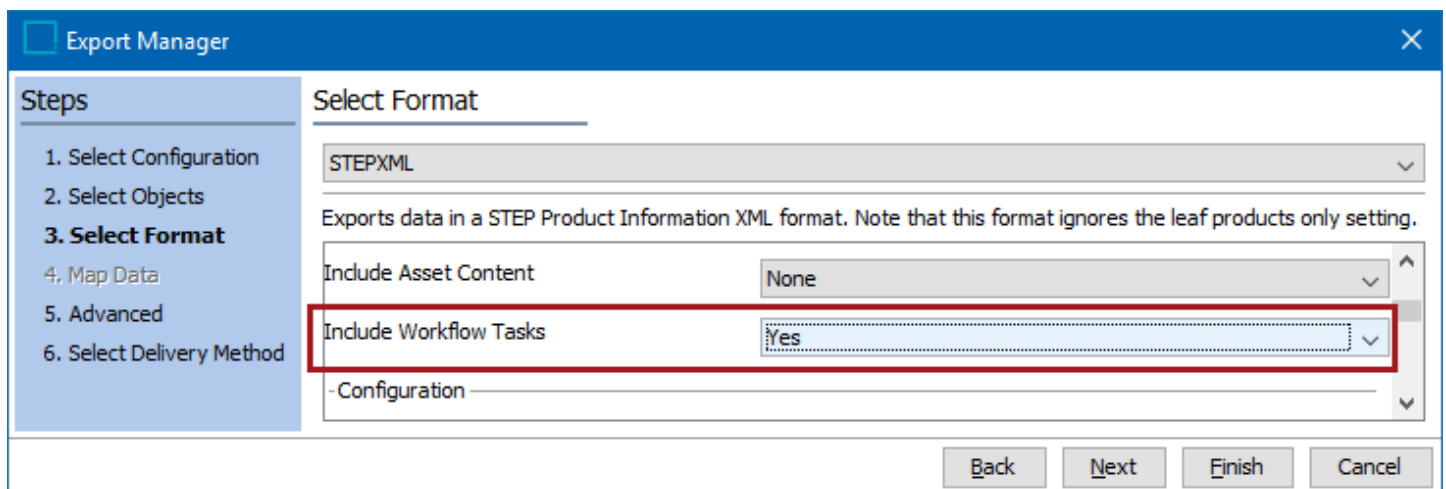 Export Manager
Steps
1. Select Configuration
2. Select Objects
3. Select Format
4. Map Data
5. Advanced
6. Select Delivery Method
Select Format
STEPXML
Exports data in a STEP Product Information XML format. Note that this format ignores the leaf products only setting.
Include Asset Content None
Include Workflow Tasks Yes
Configuration
Back Next Finish Cancel